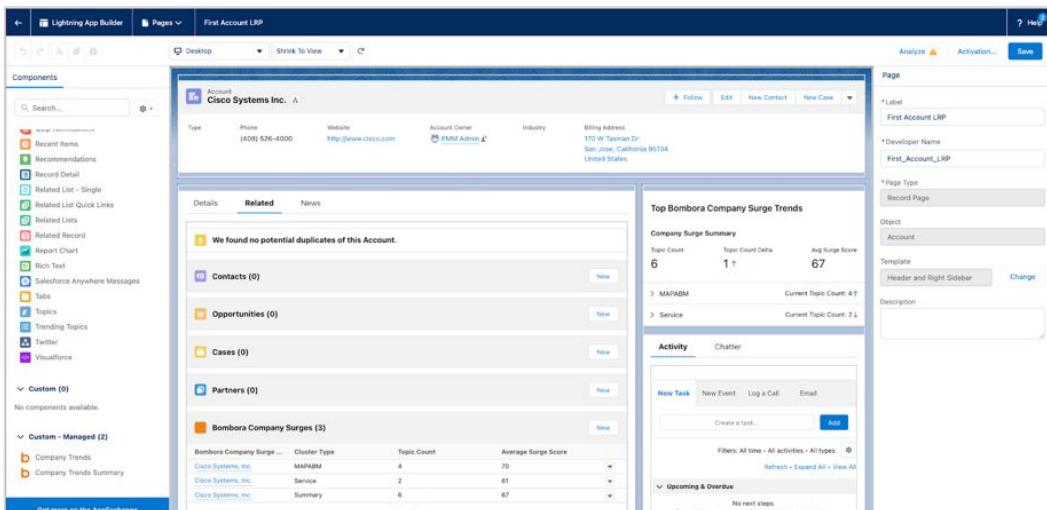 Lightning App Builder
Pages
First Account LRP
? Help
Desktop
Shrink To View
Analyze
Activation...
Save
Components
Search...
Recent Items
Recommendations
Record Detail
Related List - Single
Related List Quick Links
Related Lists
Related Record
Report Chart
Rich Text
Salesforce Anywhere Messages
Tabs
Topics
Trending Topics
Twitter
Visualforce
Custom (0)
No components available.
Custom - Managed (2)
Company Trends
Company Trends Summary
Get more on the AppExchange
Account
Cisco Systems Inc.
+ Follow
Edit
New Contact
New Case
Type
Phone
(408) 526-4000
Website
http://www.cisco.com
Account Owner
PMM Admin
Industry
Billing Address
170 W Tasman Dr
San Jose, California 95134
United States
Details
Related
News
We found no potential duplicates of this Account.
Contacts (0)
New
Opportunities (0)
New
Cases (0)
New
Partners (0)
New
Bombora Company Surges (3)
New
Bombora Company Surge ... Cluster Type Topic Count Average Surge Score
Cisco Systems, Inc. MAPABM 4 70
Cisco Systems, Inc. Service 2 61
Cisco Systems, Inc. Summary 6 67
Top Bombora Company Surge Trends
Company Surge Summary
Topic Count Topic Count Delta Avg Surge Score
6 1↑ 67
> MAPABM Current Topic Count: 4↑
> Service Current Topic Count: 2↓
Activity
Chatter
New Task
New Event
Log a Call
Email
Create a task...
Add
Filters: All time • All activities • All types
Refresh • Expand All • View All
Upcoming & Overdue
No next steps.
Page
*Label
First Account LRP
*Developer Name
First_Account_LRP
*Page Type
Record Page
Object
Account
Template
Header and Right Sidebar
Change
Description